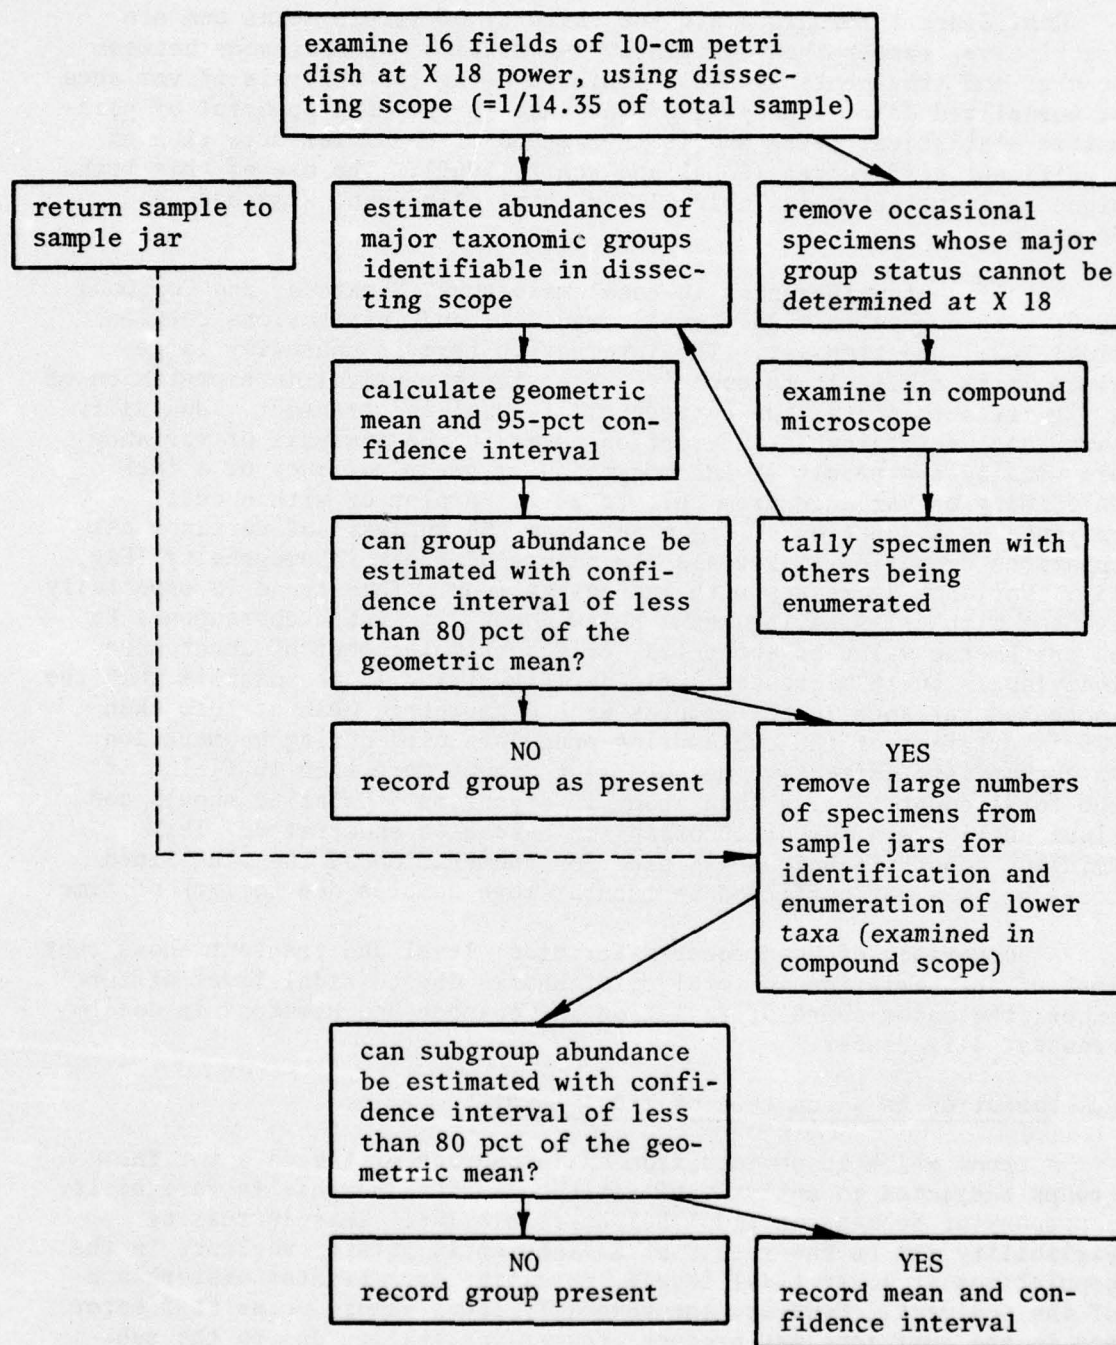 examine 16 fields of 10-cm petri
dish at X 18 power, using dissec-
ting scope (=1/14.35 of total sample)
return sample to
sample jar
estimate abundances of
major taxonomic groups
identifiable in dissec-
ting scope
remove occasional
specimens whose major
group status cannot be
determined at X 18
calculate geometric
mean and 95-pct con-
fidence interval
examine in compound
microscope
can group abundance be
estimated with confi-
dence interval of less
than 80 pct of the
geometric mean?
tally specimen with
others being
enumerated
NO
record group as present
YES
remove large numbers
of specimens from
sample jars for
identification and
enumeration of lower
taxa (examined in
compound scope)
can subgroup abundance
be estimated with confi-
dence interval of less
than 80 pct of the geo-
metric mean?
NO
record group present
YES
record mean and con-
fidence interval